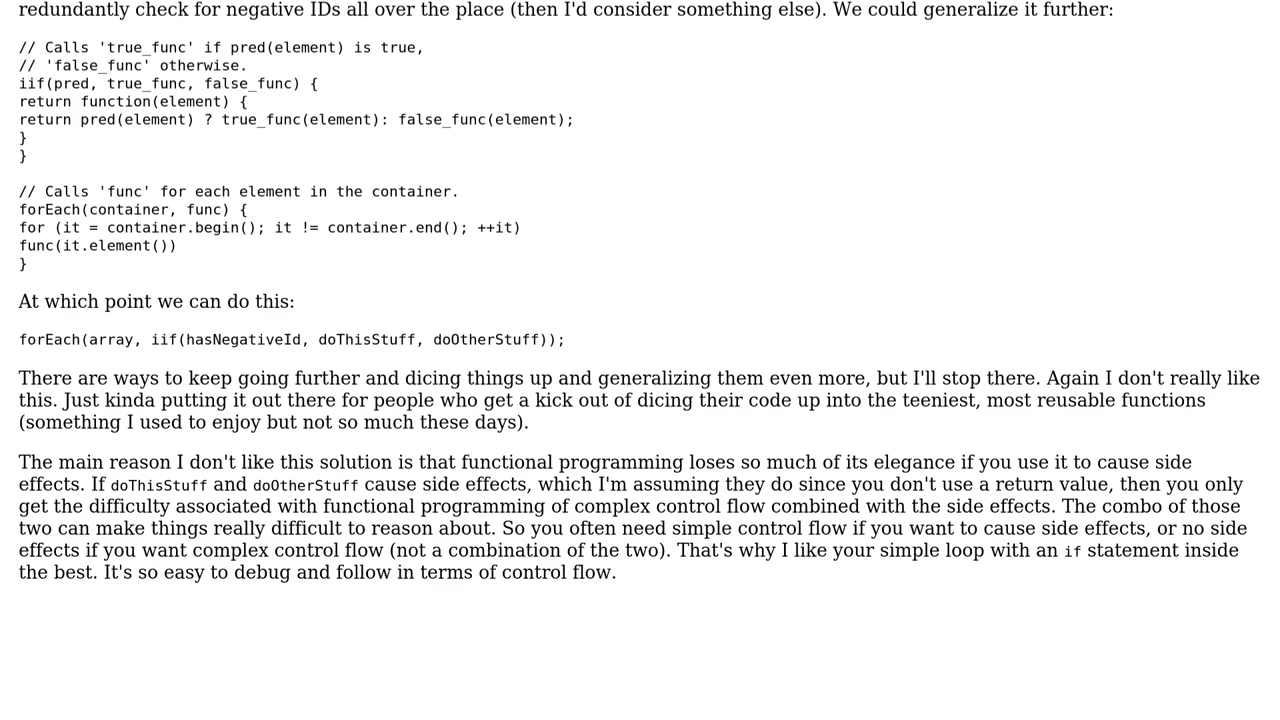 redundantly check for negative IDs all over the place (then I'd consider something else). We could generalize it further:
// Calls 'true_func' if pred(element) is true,
// 'false_func' otherwise.
iif(pred, true_func, false_func) {
return function(element) {
return pred(element) ? true_func(element): false_func(element);
}
}
// Calls 'func' for each element in the container.
forEach(container, func) {
for (it = container.begin(); it != container.end(); ++it)
func(it.element())
}
At which point we can do this:
forEach(array, iif(hasNegativeId, doThisStuff, doOtherStuff));
There are ways to keep going further and dicing things up and generalizing them even more, but I'll stop there. Again I don't really like
this. Just kinda putting it out there for people who get a kick out of dicing their code up into the teeniest, most reusable functions
(something I used to enjoy but not so much these days).
The main reason I don't like this solution is that functional programming loses so much of its elegance if you use it to cause side
effects. If doThisStuff and doOtherStuff cause side effects, which I'm assuming they do since you don't use a return value, then you only
get the difficulty associated with functional programming of complex control flow combined with the side effects. The combo of those
two can make things really difficult to reason about. So you often need simple control flow if you want to cause side effects, or no side
effects if you want complex control flow (not a combination of the two). That's why I like your simple loop with an if statement inside
the best. It's so easy to debug and follow in terms of control flow.